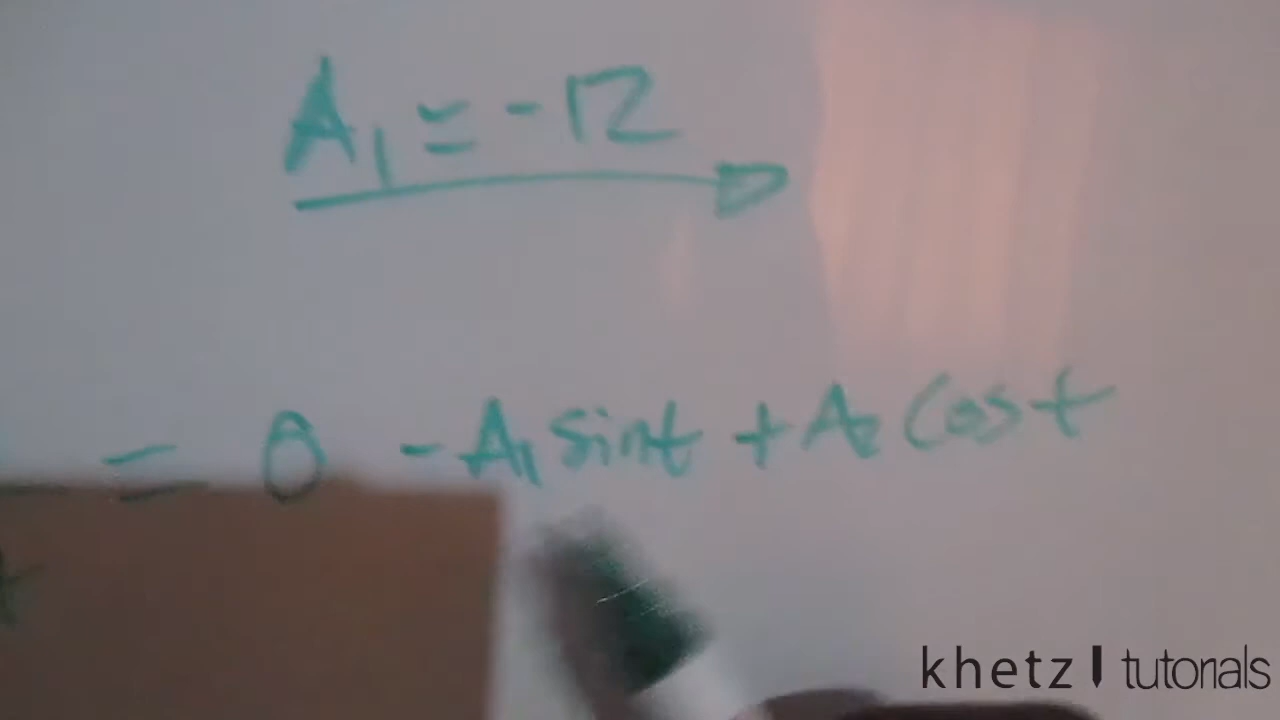 A₁ = -12
= 0 - A₁ sint + A₂ Cost
khetz tutorials